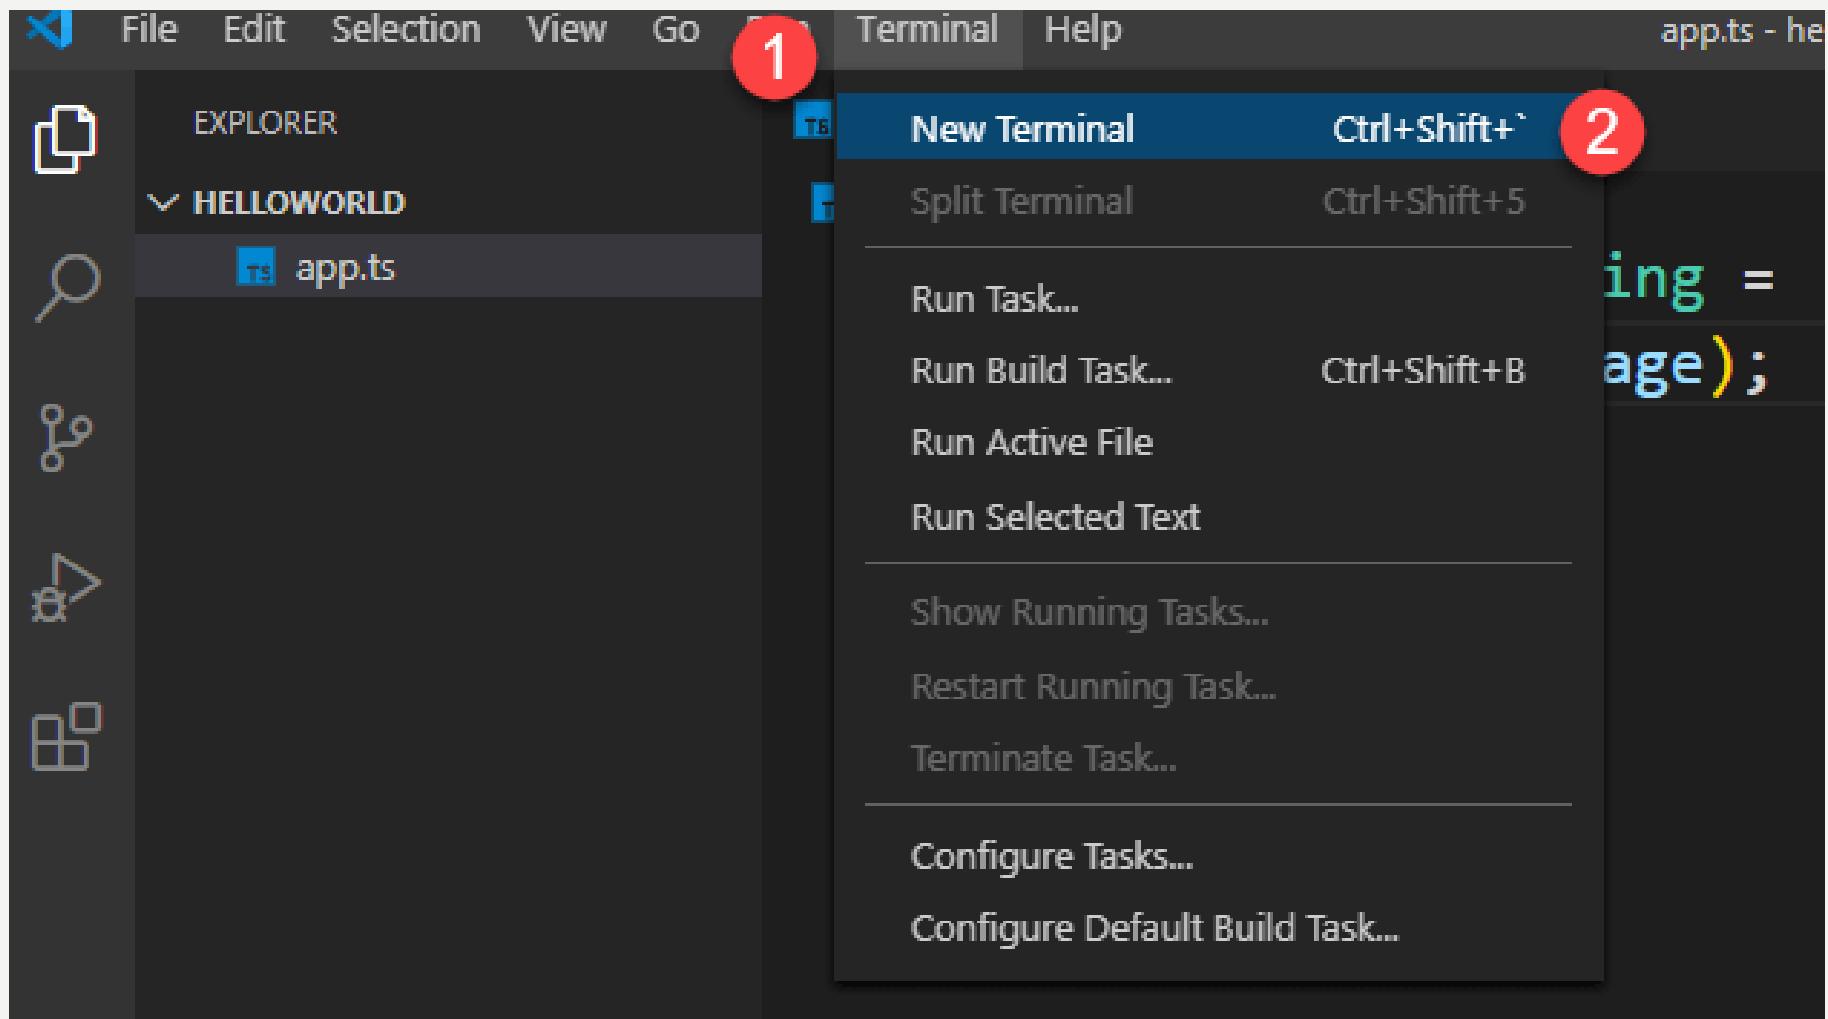 File Edit Selection View Go Terminal Help app.ts - he
1
EXPLORER
HELLOWORLD
TS app.ts
New Terminal Ctrl+Shift+`
2
Split Terminal Ctrl+Shift+5
Run Task...
Run Build Task... Ctrl+Shift+B
Run Active File
Run Selected Text
Show Running Tasks...
Restart Running Task...
Terminate Task...
Configure Tasks...
Configure Default Build Task...
ing =
age);